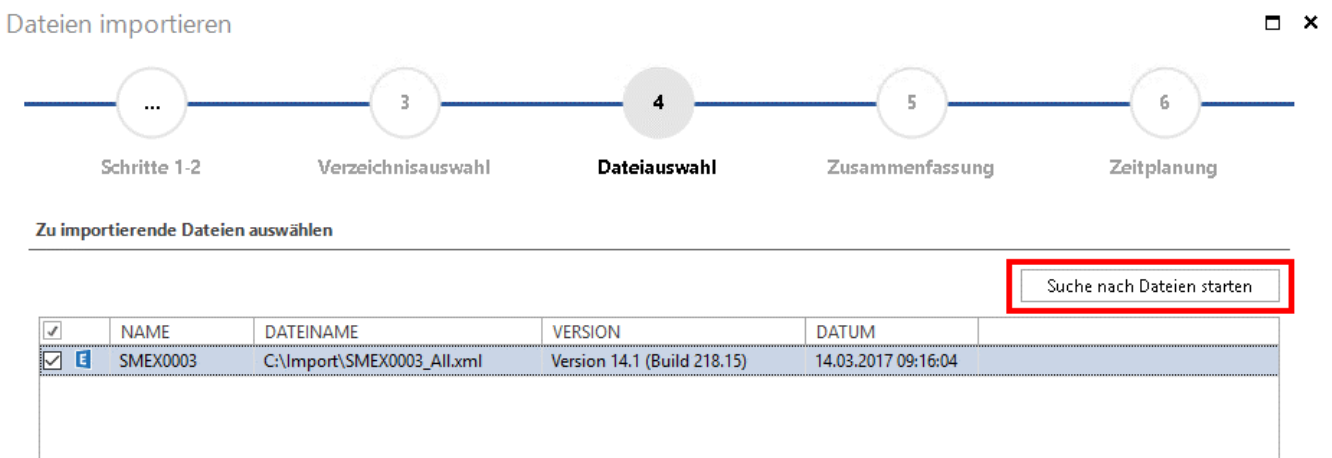 Dateien importieren
... 3 4 5 6
Schritte 1-2 Verzeichnisauswahl Dateiauswahl Zusammenfassung Zeitplanung
Zu importierende Dateien auswählen
Suche nach Dateien starten
NAME DATEINAME VERSION DATUM
E SMEX0003 C:\Import\SMEX0003_All.xml Version 14.1 (Build 218.15) 14.03.2017 09:16:04